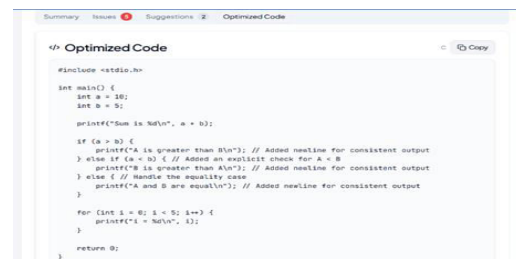 Summary Issues 5 Suggestions 2 Optimized Code
</> Optimized Code C Copy
#include <stdio.h>
int main() {
int a = 10;
int b = 5;
printf("Sum is %d\n", a + b);
if (a > b) {
printf("A is greater than B\n"); // Added newline for consistent output
} else if (a < b) { // Added an explicit check for A < B
printf("B is greater than A\n"); // Added newline for consistent output
} else { // Handle the equality case
printf("A and B are equal\n"); // Added newline for consistent output
}
for (int i = 0; i < 5; i++) {
printf("i = %d\n", i);
}
return 0;
}